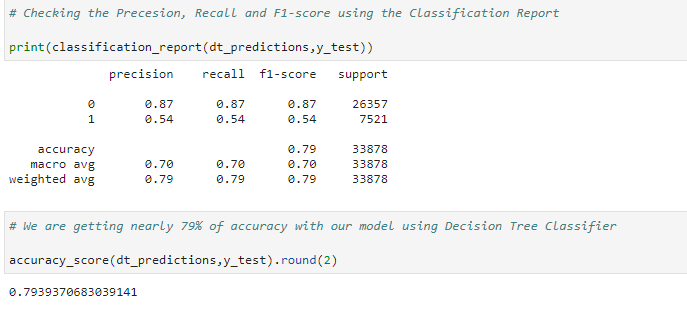 # Checking the Precesion, Recall and F1-score using the Classification Report
print(classification_report(dt_predictions,y_test))
precision recall f1-score support
0 0.87 0.87 0.87 26357
1 0.54 0.54 0.54 7521
accuracy 0.79 33878
macro avg 0.70 0.70 0.70 33878
weighted avg 0.79 0.79 0.79 33878
# We are getting nearly 79% of accuracy with our model using Decision Tree Classifier
accuracy_score(dt_predictions,y_test).round(2)
0.7939370683039141